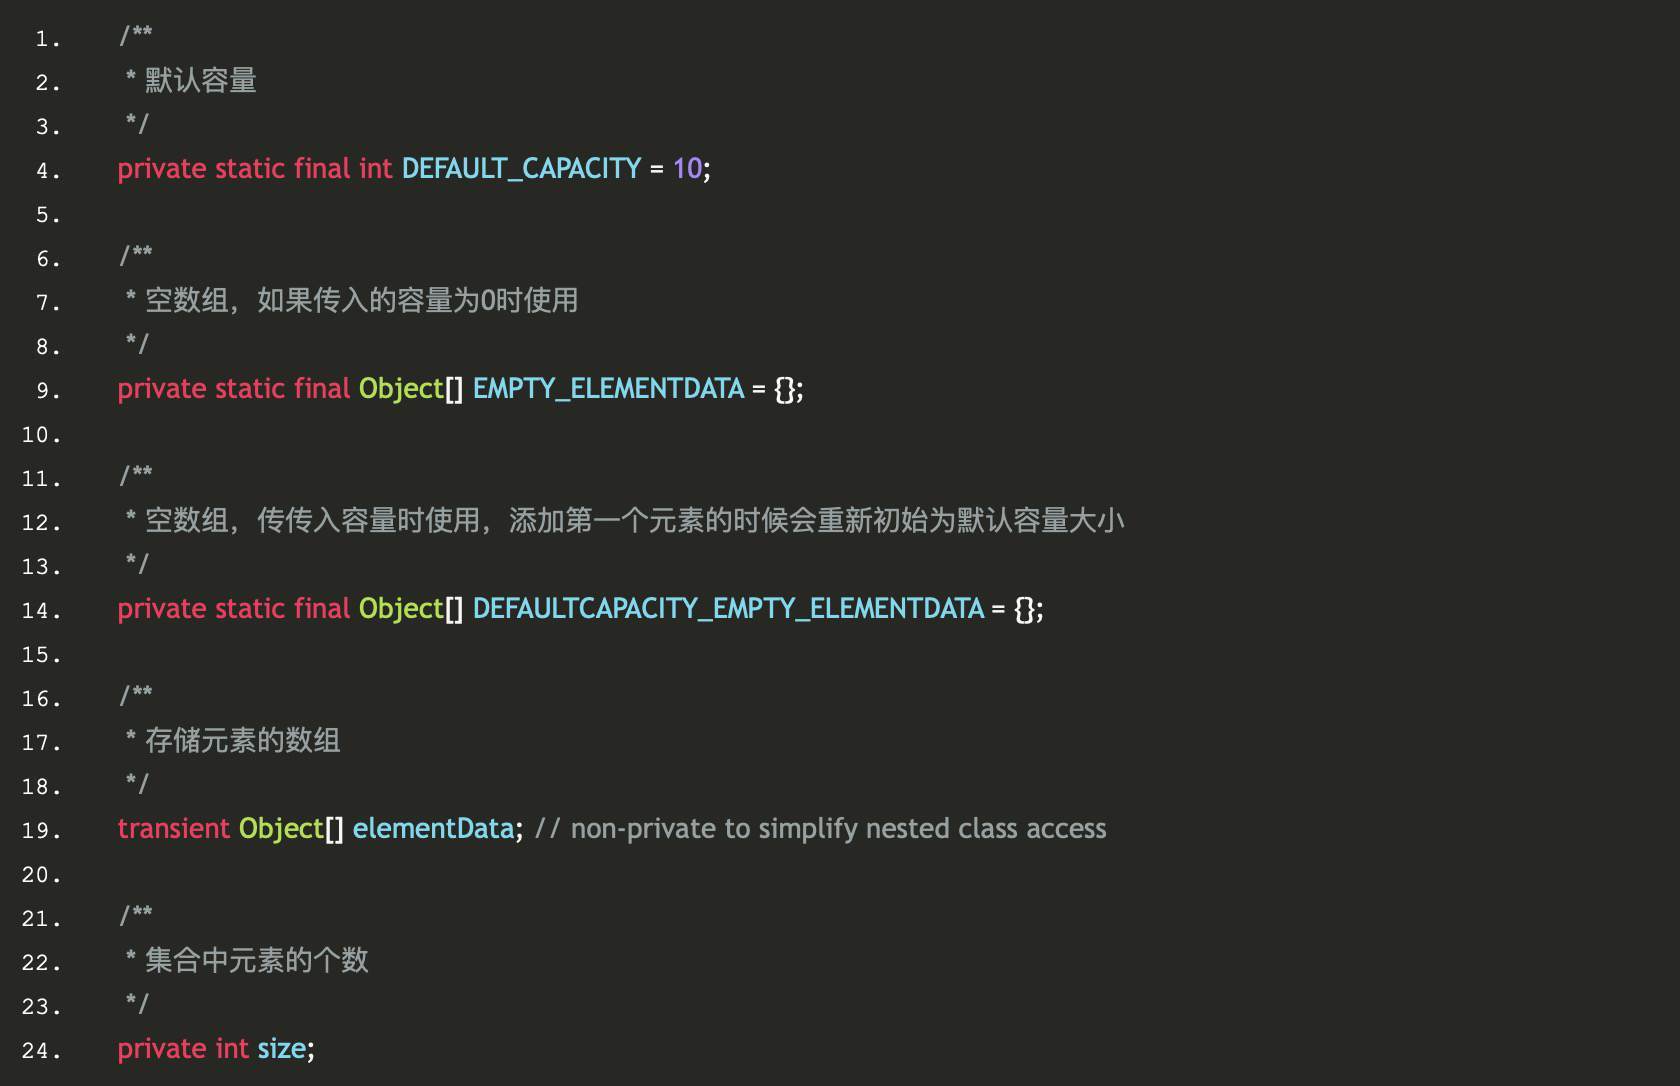 1. /**
2. * 默认容量
3. */
4. private static final int DEFAULT_CAPACITY = 10;
5.
6. /**
7. * 空数组，如果传入的容量为0时使用
8. */
9. private static final Object[] EMPTY_ELEMENTDATA = {};
10.
11. /**
12. * 空数组，传传入容量时使用，添加第一个元素的时候会重新初始为默认容量大小
13. */
14. private static final Object[] DEFAULTCAPACITY_EMPTY_ELEMENTDATA = {};
15.
16. /**
17. * 存储元素的数组
18. */
19. transient Object[] elementData; // non-private to simplify nested class access
20.
21. /**
22. * 集合中元素的个数
23. */
24. private int size;